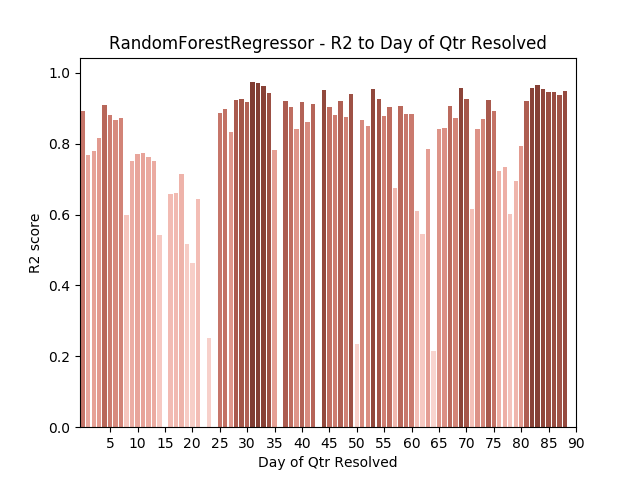 RandomForestRegressor - R2 to Day of Qtr Resolved
1.0
0.8
0.6
0.4
0.2
0.0
R2 score
5 10 15 20 25 30 35 40 45 50 55 60 65 70 75 80 85 90
Day of Qtr Resolved